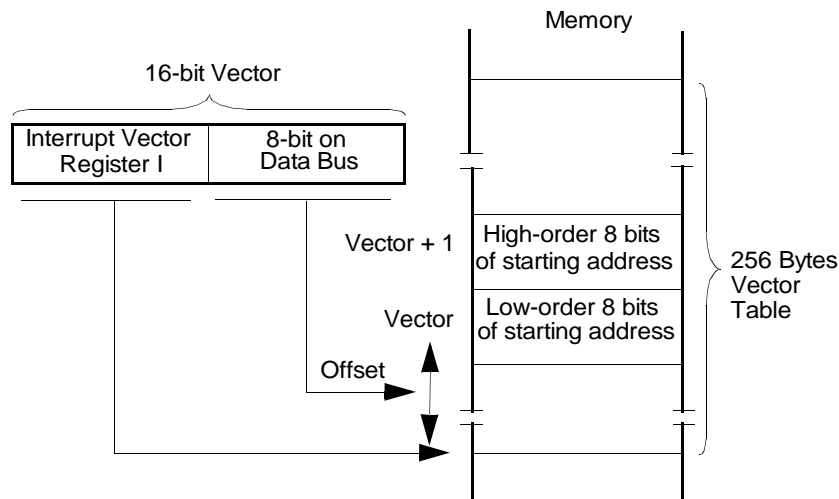 Memory
16-bit Vector
Interrupt Vector
Register I
8-bit on
Data Bus
Vector + 1
High-order 8 bits
of starting address
256 Bytes
Vector
Table
Vector
Low-order 8 bits
of starting address
Offset